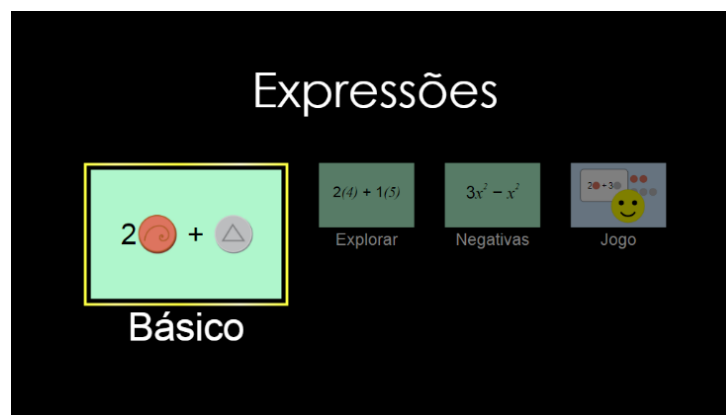 Expressões
2 +
Básico
2(4) + 1(5)
Explorar
3x² − x²
Negativas
2 + 3
Jogo